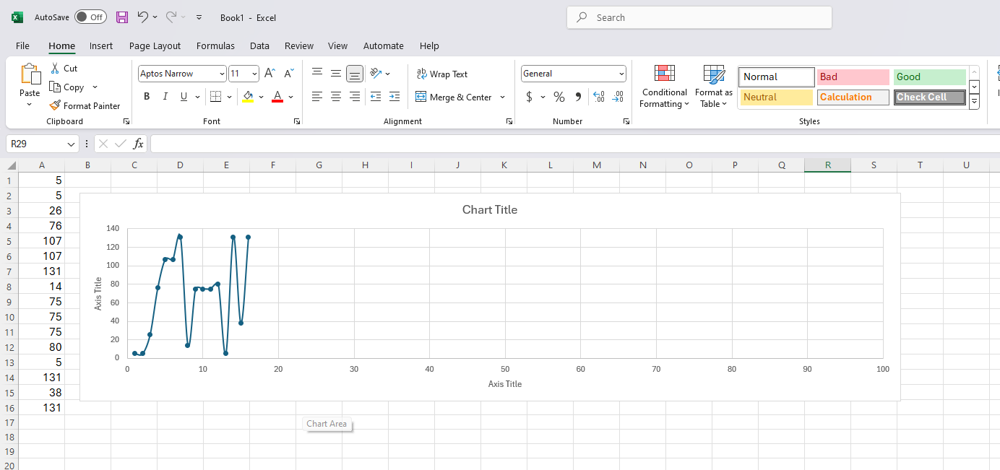 AutoSave Off Book1 - Excel Search
File Home Insert Page Layout Formulas Data Review View Automate Help
Paste
Cut
Copy
Format Painter
Clipboard
Aptos Narrow 11
B I U A
Font
Wrap Text
Merge & Center
Alignment
General
$ % 9 .00 .00
Number
Conditional Formatting
Format as Table
Normal Bad Good
Neutral Calculation Check Cell
Styles
R29 fx
A B C D E F G H I J K L M N O P Q R S T U
1 5
2 5
3 26
4 76
5 107
6 107
7 131
8 14
9 75
10 75
11 75
12 80
13 5
14 131
15 38
16 131
17
18
19
20
Chart Title
Axis Title
140
120
100
80
60
40
20
0
0 10 20 30 40 50 60 70 80 90 100
Axis Title
Chart Area